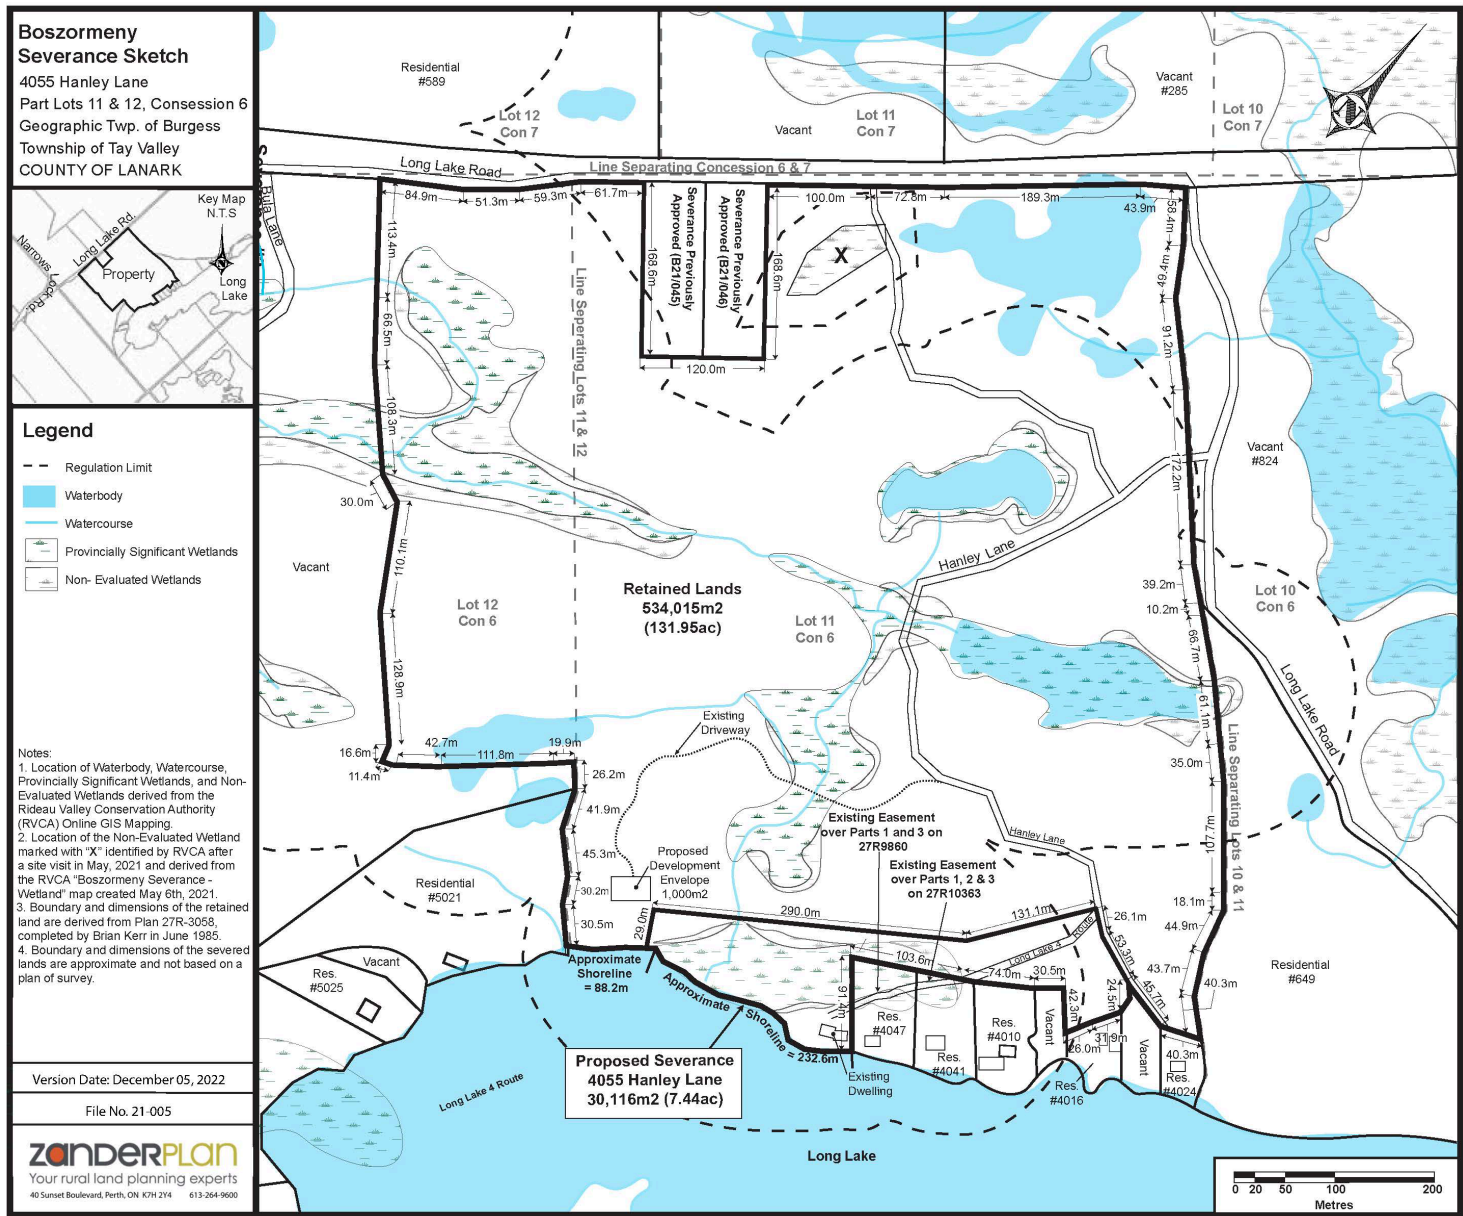 Boszormeny
Severance Sketch
4055 Hanley Lane
Part Lots 11 & 12, Consession 6
Geographic Twp. of Burgess
Township of Tay Valley
COUNTY OF LANARK
Key Map
N.T.S
Long Lake Rd.
Narrows Lock Rd.
Property
Long
Lake
N
Legend
Regulation Limit
Waterbody
Watercourse
Provincially Significant Wetlands
Non- Evaluated Wetlands
Notes:
1. Location of Waterbody, Watercourse,
Provincially Significant Wetlands, and Non-
Evaluated Wetlands derived from the
Rideau Valley Conservation Authority
(RVCA) Online GIS Mapping.
2. Location of the Non-Evaluated Wetland
marked with "X" identified by RVCA after
a site visit in May, 2021 and derived from
the RVCA "Boszormeny Severance -
Wetland" map created May 6th, 2021.
3. Boundary and dimensions of the retained
land are derived from Plan 27R-3058,
completed by Brian Kerr in June 1985.
4. Boundary and dimensions of the severed
lands are approximate and not based on a
plan of survey.
Version Date: December 05, 2022
File No. 21-005
ZANDERPLAN
Your rural land planning experts
40 Sunset Boulevard, Perth, ON K7H 2Y4 613-264-9600
Residential
#589
Lot 12
Con 7
Vacant
Lot 11
Con 7
Vacant
#285
Lot 10
Con 7
N
Long Lake Road
Line Separating Concession 6 & 7
Bula Lane
84.9m
51.3m
59.3m
61.7m
100.0m
72.8m
189.3m
43.9m
58.4m
113.4m
168.6m
Severance Previously
Approved (B21/045)
Severance Previously
Approved (B21/046)
168.6m
X
49.4m
66.5m
Line Seperating Lots 11 & 12
91.2m
120.0m
108.3m
Vacant
#824
172.2m
30.0m
110.1m
Hanley Lane
Vacant
Retained Lands
534,015m2
(131.95ac)
Lot 12
Con 6
Lot 11
Con 6
39.2m
10.2m
Lot 10
Con 6
66.7m
128.9m
61.1m
Long Lake Road
Existing
Driveway
16.6m
42.7m
111.8m
19.9m
11.4m
26.2m
35.0m
Line Separating Lots 10 & 11
41.9m
107.7m
Existing Easement
over Parts 1 and 3 on
27R9860
Hanley Lane
45.3m
Proposed
Development
Envelope
1,000m2
Existing Easement
over Parts 1, 2 & 3
on 27R10363
Residential
#5021
30.2m
18.1m
29.0m
290.0m
131.1m
26.1m
30.5m
44.9m
Long Lake 4 Route
53.3m
Vacant
Res.
#5025
Approximate
Shoreline
= 88.2m
103.6m
74.0m
30.5m
43.7m
Residential
#649
Approximate Shoreline = 232.6m
91.4m
42.3m
24.5m
45.7m
40.3m
Res.
#4047
Res.
#4010
Vacant
31.9m
26.0m
Vacant
40.3m
Proposed Severance
4055 Hanley Lane
30,116m2 (7.44ac)
Existing
Dwelling
Res.
#4041
Res.
#4016
Res.
#4024
Long Lake 4 Route
Long Lake
0 20 50 100 200
Metres